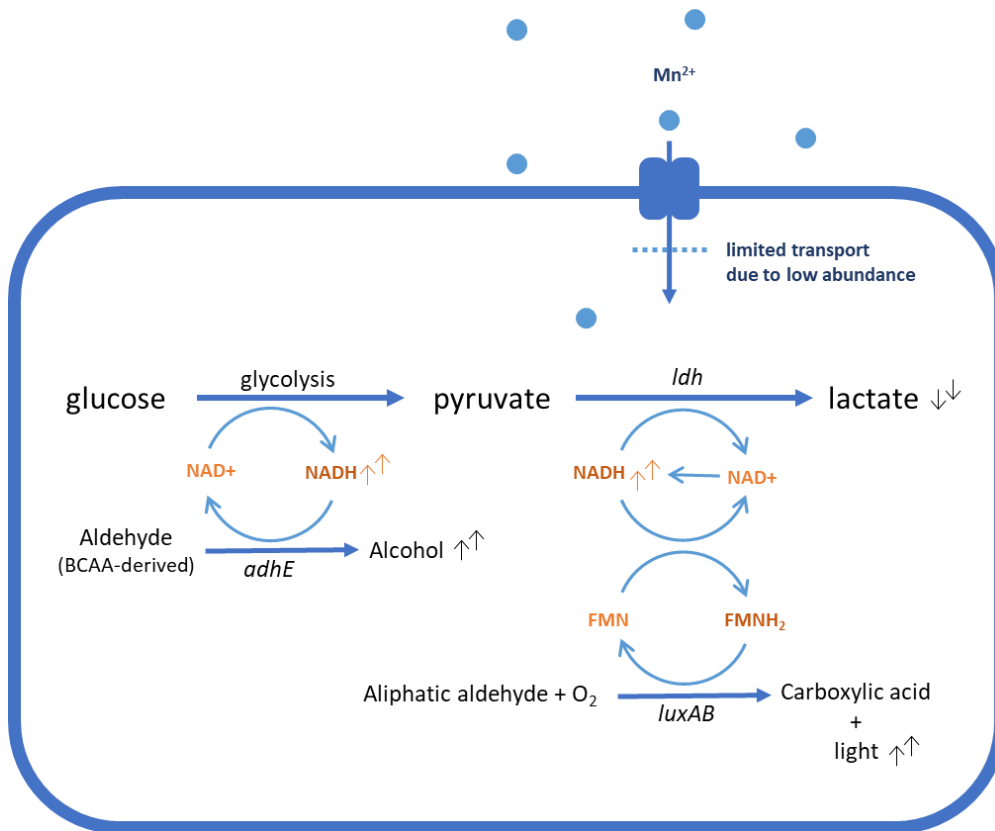 Mn²⁺
limited transport
due to low abundance
glucose
glycolysis
pyruvate
ldh
lactate ↓↓
NAD+
NADH ↑↑
NADH ↑↑
NAD+
Aldehyde
(BCAA-derived)
adhE
Alcohol ↑↑
FMN
FMNH₂
Aliphatic aldehyde + O₂
luxAB
Carboxylic acid
+
light ↑↑